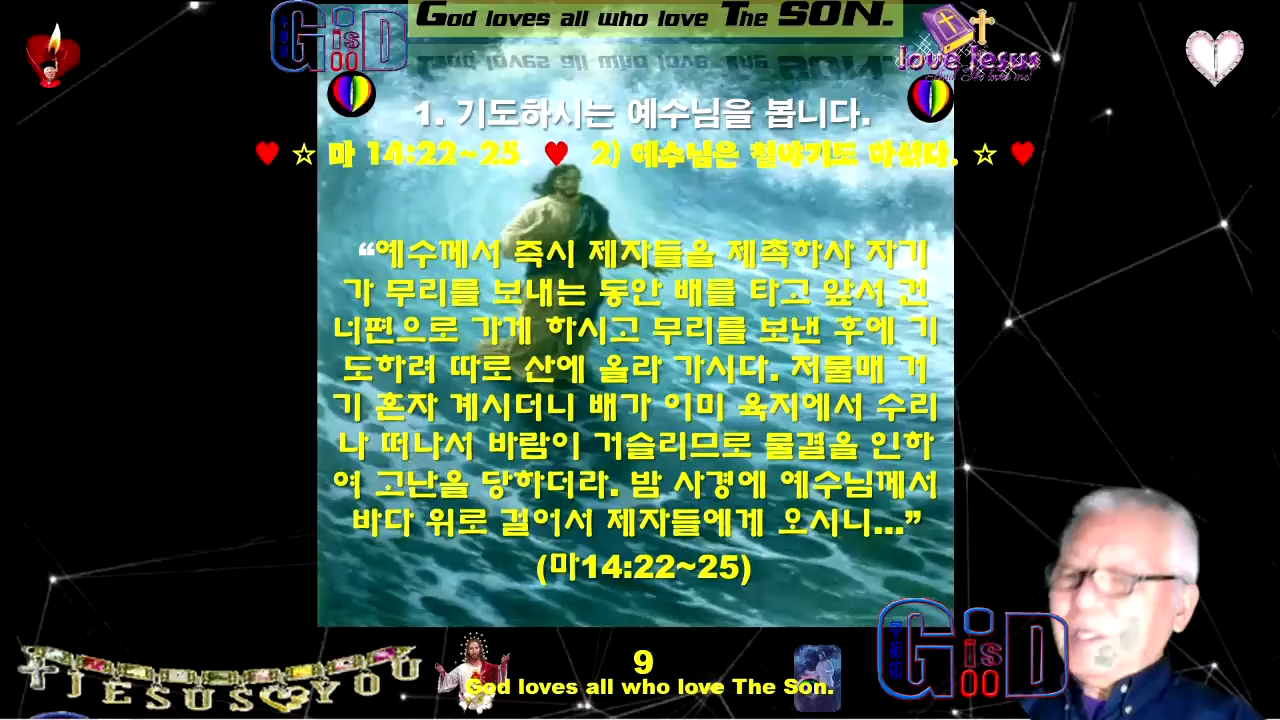 God loves all who love The SON.
love Jesus
1. 기도하시는 예수님을 봅니다.
♥ ☆ 마 14:22~25 ♥ 2) 예수님은 철야기도 하셨다. ☆ ♥
“예수께서 즉시 제자들을 제촉하사 자기
가 무리를 보내는 동안 배를 타고 앞서 건
너편으로 가게 하시고 무리를 보낸 후에 기
도하려 따로 산에 올라 가시다. 저물매 거
기 혼자 계시더니 배가 이미 육지에서 수리
나 떠나서 바람이 거슬리므로 물결을 인하
여 고난을 당하더라. 밤 사경에 예수님께서
바다 위로 걸어서 제자들에게 오시니...”
(마14:22~25)
GisD
JESUS YOU
9
God loves all who love The Son.
GisD